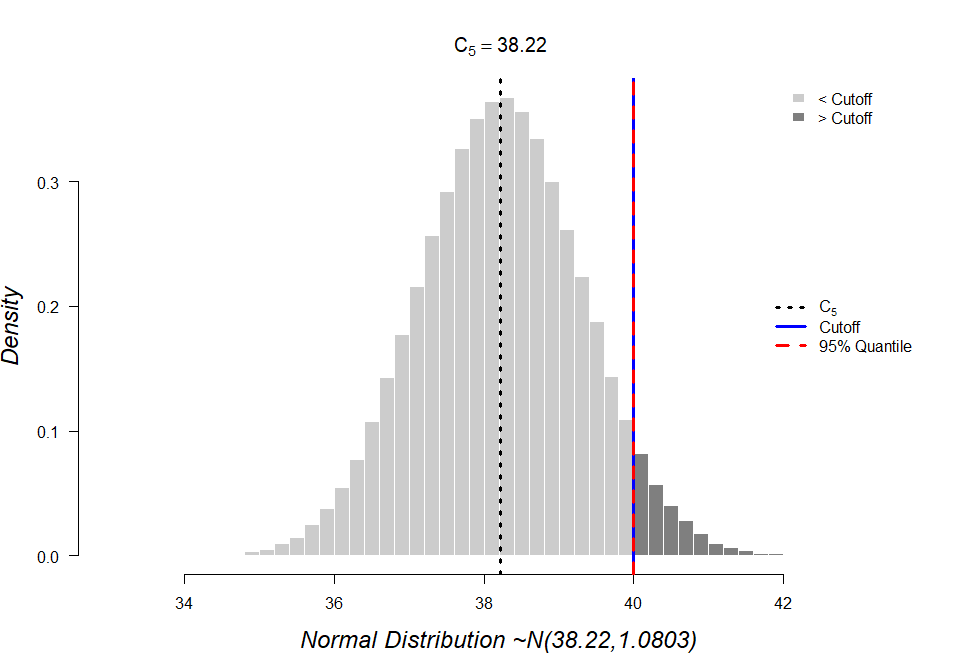 C5 = 38.22
< Cutoff
> Cutoff
0.3
0.2
0.1
0.0
Density
C5
Cutoff
95% Quantile
34 36 38 40 42
Normal Distribution ~N(38.22,1.0803)